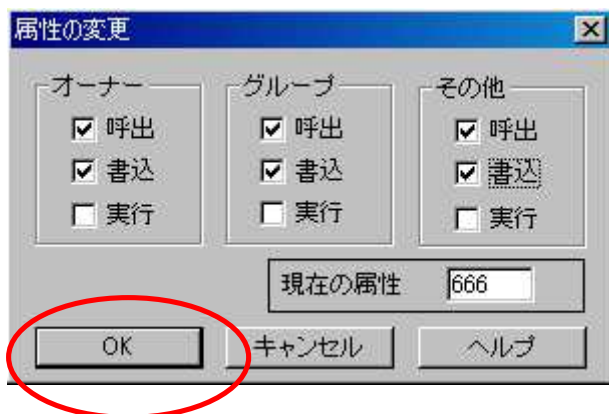 属性の変更
オーナー グループ その他
呼出 呼出 呼出
書込 書込 書込
実行 実行 実行
現在の属性 666
OK キャンセル ヘルプ